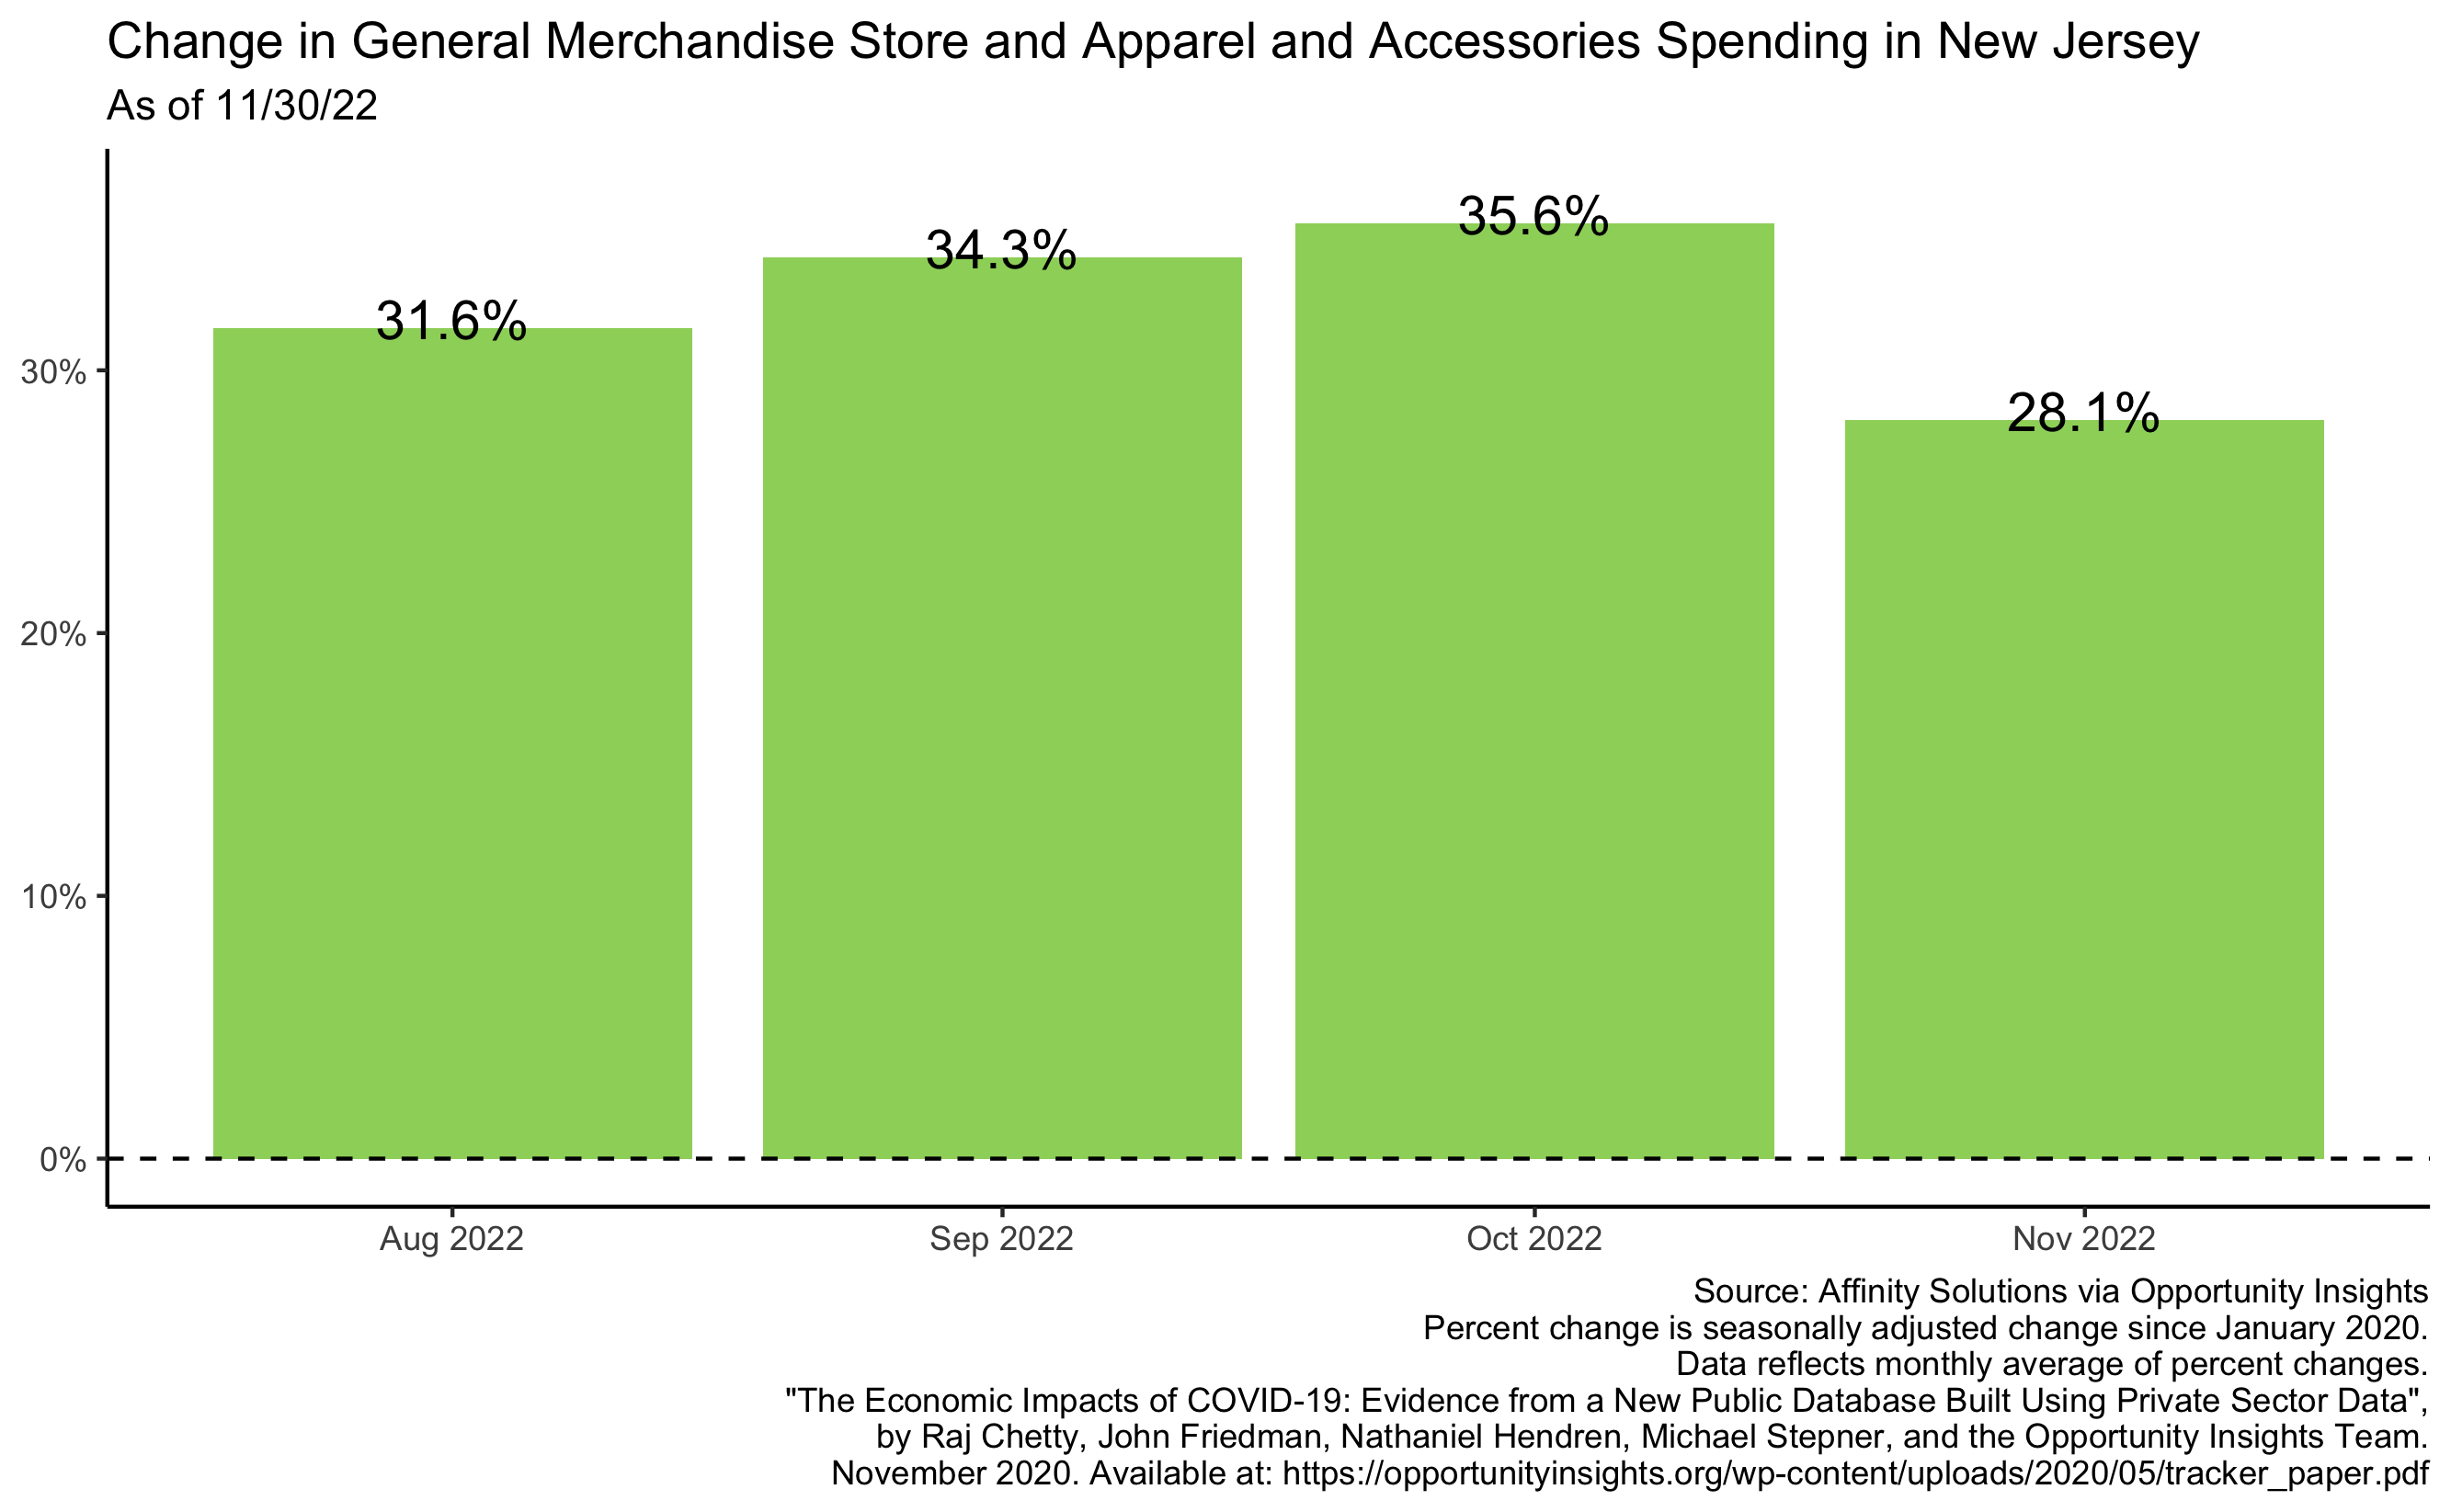 Change in General Merchandise Store and Apparel and Accessories Spending in New Jersey
As of 11/30/22
35.6%
34.3%
31.6%
28.1%
30%
20%
10%
0%
Aug 2022
Sep 2022
Oct 2022
Nov 2022
Source: Affinity Solutions via Opportunity Insights
Percent change is seasonally adjusted change since January 2020.
Data reflects monthly average of percent changes.
"The Economic Impacts of COVID-19: Evidence from a New Public Database Built Using Private Sector Data",
by Raj Chetty, John Friedman, Nathaniel Hendren, Michael Stepner, and the Opportunity Insights Team.
November 2020. Available at: https://opportunityinsights.org/wp-content/uploads/2020/05/tracker_paper.pdf